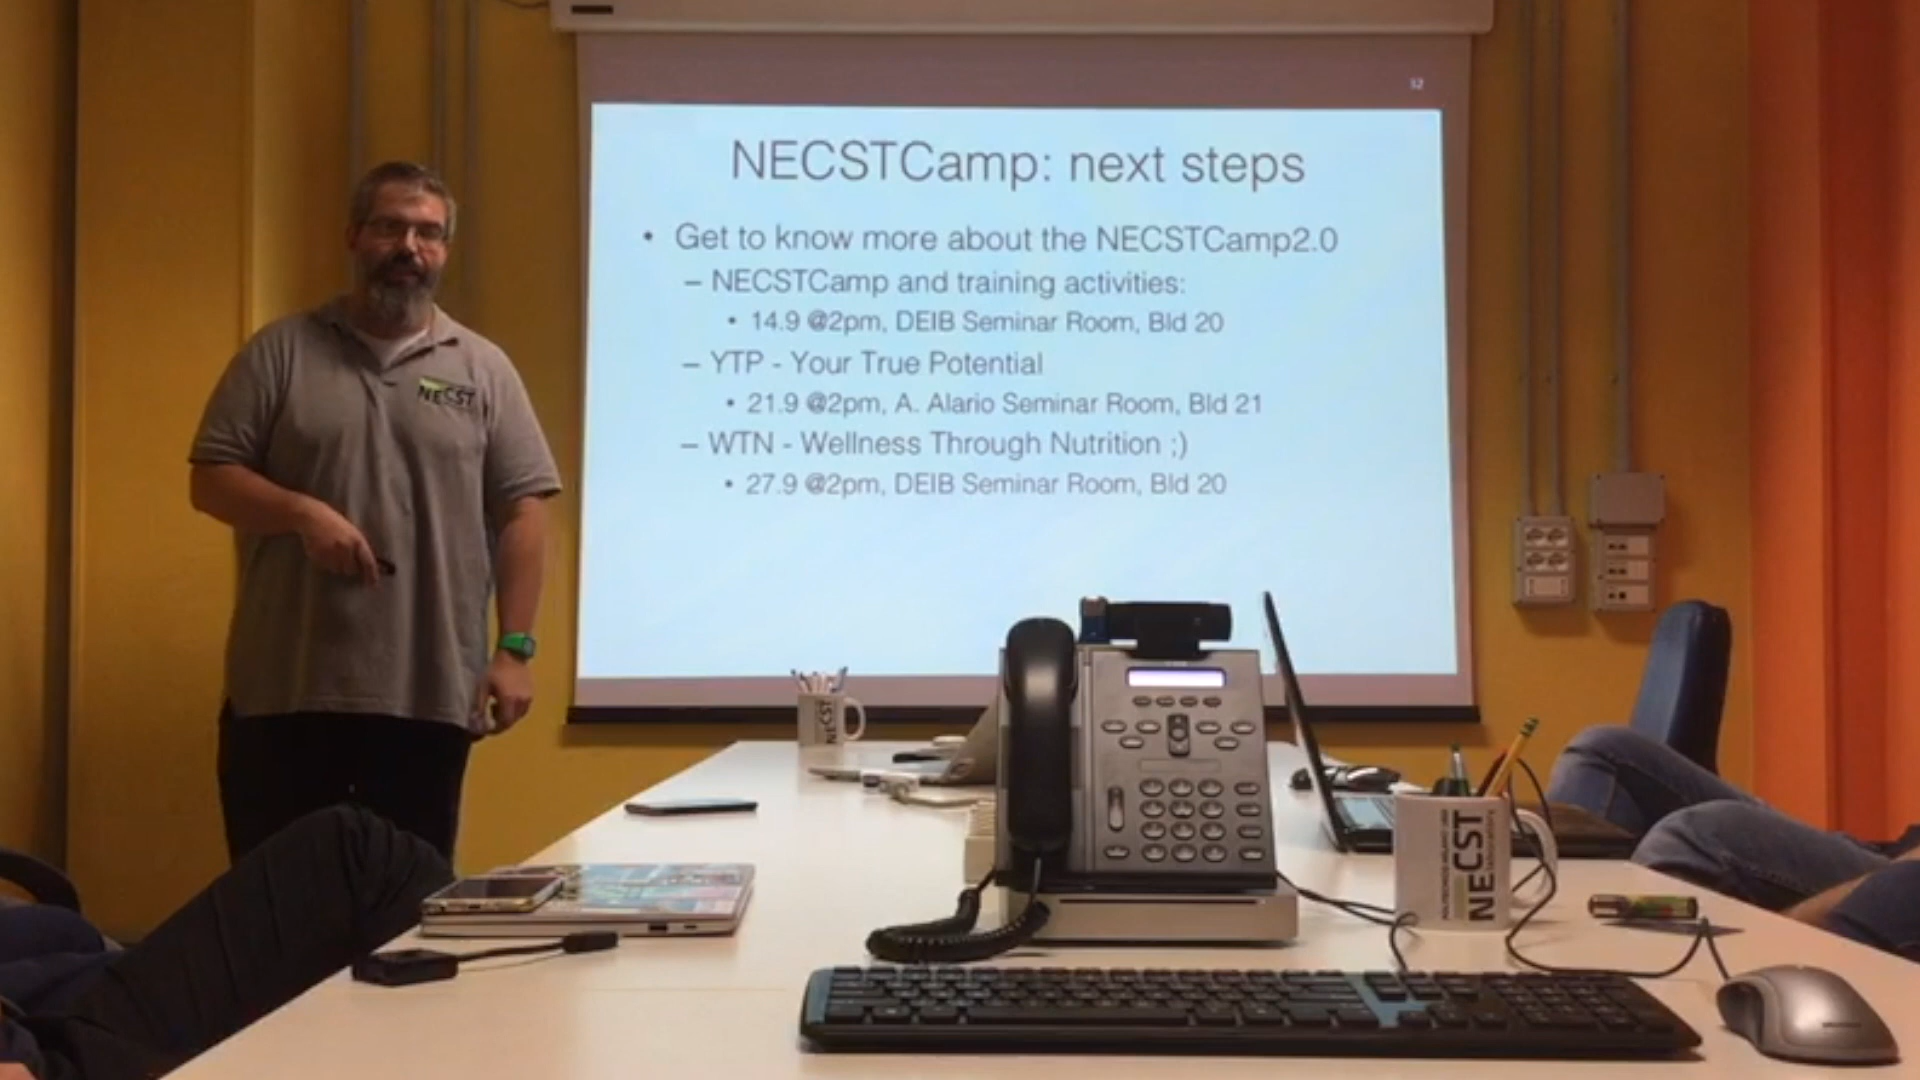 12
NECSTCamp: next steps
• Get to know more about the NECSTCamp2.0
– NECSTCamp and training activities:
• 14.9 @2pm, DEIB Seminar Room, Bld 20
– YTP - Your True Potential
• 21.9 @2pm, A. Alario Seminar Room, Bld 21
– WTN - Wellness Through Nutrition ;)
• 27.9 @2pm, DEIB Seminar Room, Bld 20
NECST
NECST
NECST